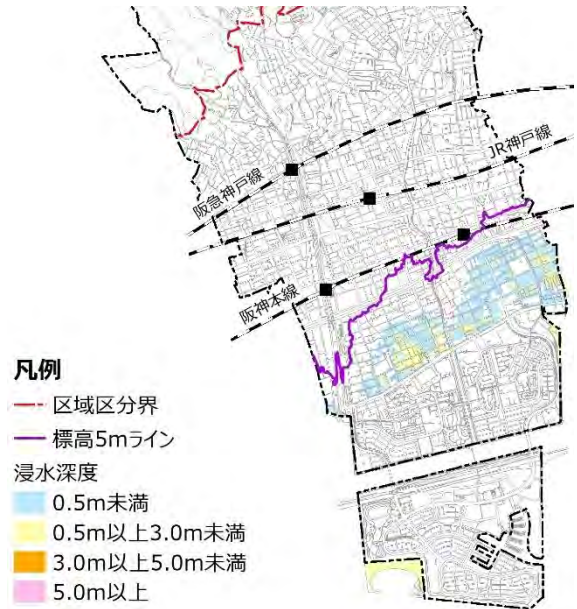 阪急神戸線
JR神戸線
阪神本線
凡例
区域区分界
標高5mライン
浸水深度
0.5m未満
0.5m以上3.0m未満
3.0m以上5.0m未満
5.0m以上